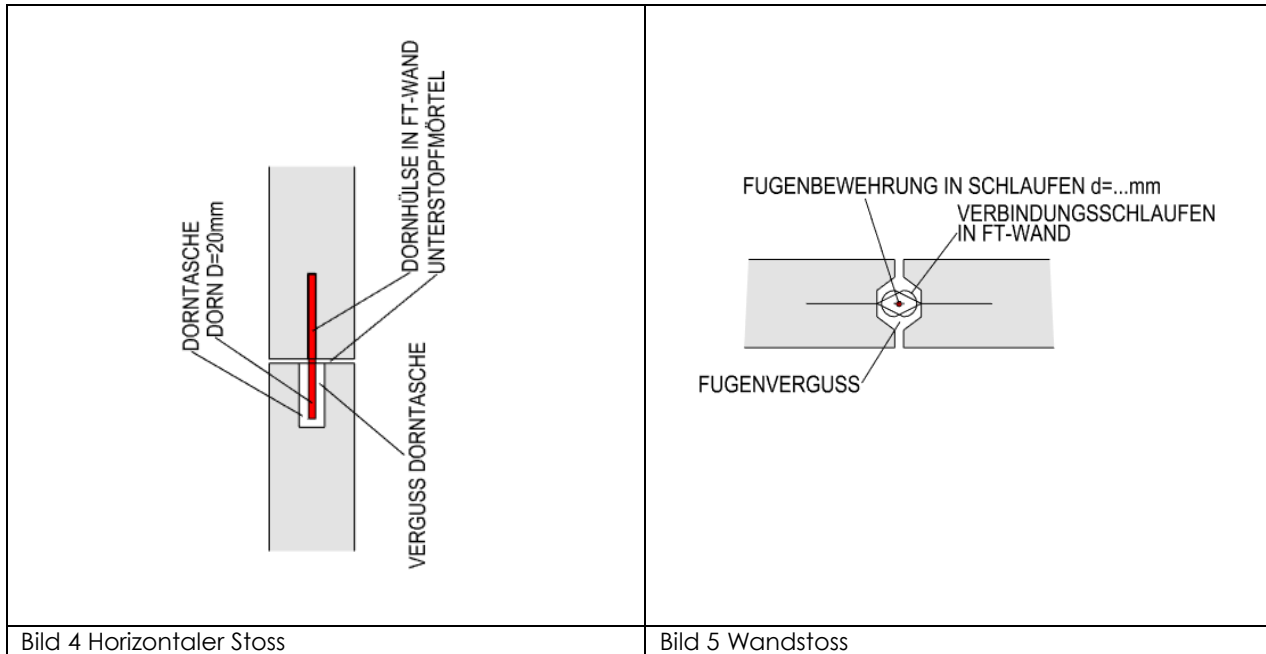 DORNTASCHE
DORN D=20mm
DORNHÜLSE IN FT-WAND
UNTERSTOPFMÖRTEL
VERGUSS DORNTASCHE
Bild 4 Horizontaler Stoss
FUGENBEWEHRUNG IN SCHLAUFEN d=...mm
VERBINDUNGSSCHLAUFEN
IN FT-WAND
FUGENVERGUSS
Bild 5 Wandstoss